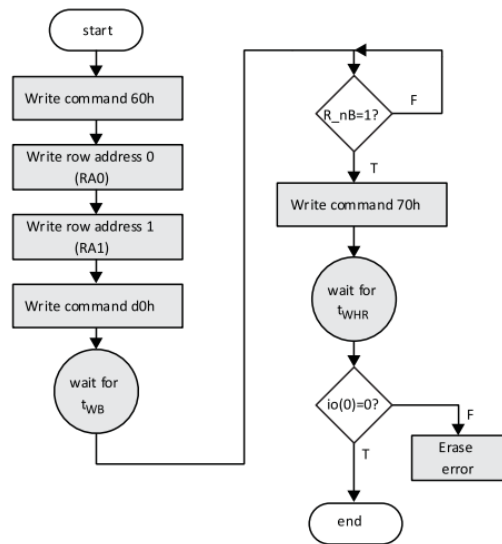 start
Write command 60h
Write row address 0
(RA0)
Write row address 1
(RA1)
Write command d0h
wait for
tWB
R_nB=1?
F
T
Write command 70h
wait for
tWHR
io(0)=0?
F
T
Erase
error
end